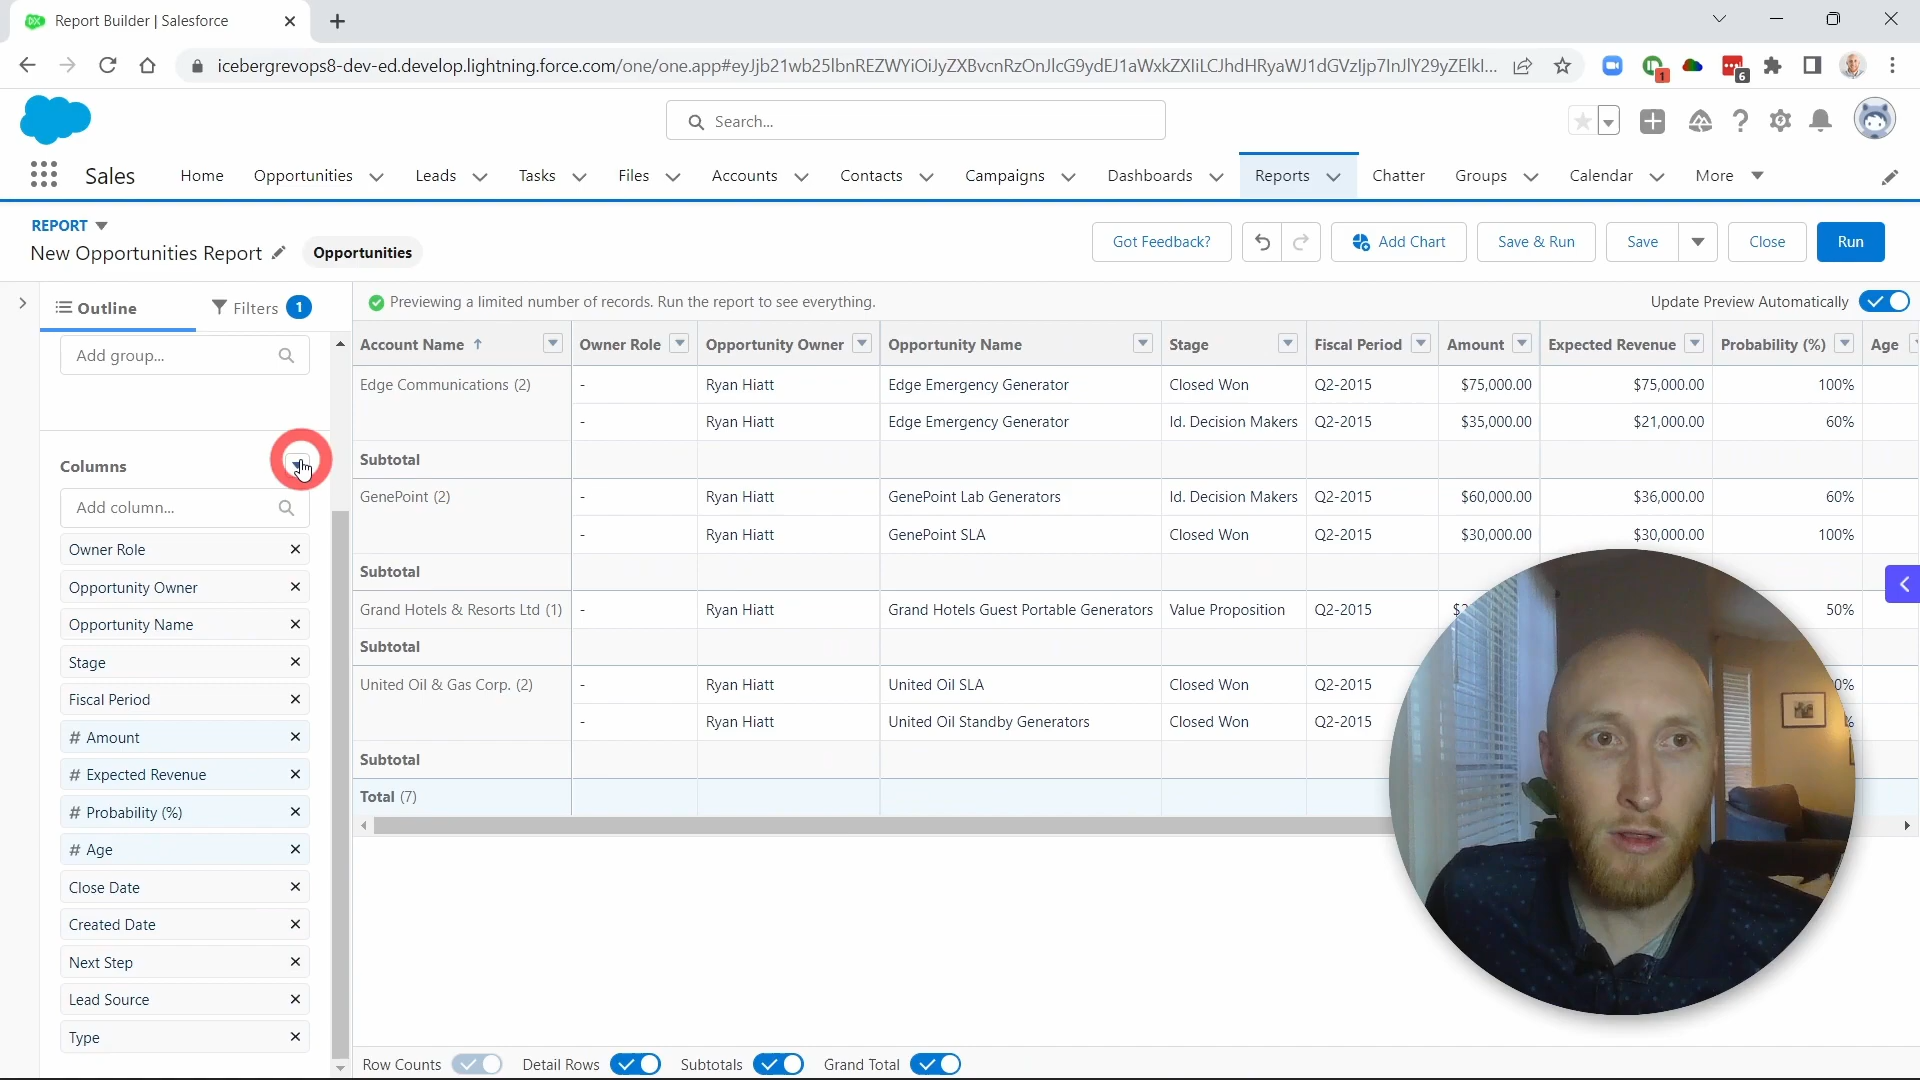 Report Builder | Salesforce
icebergrevops8-dev-ed.develop.lightning.force.com/one/one.app#eyJjb21wb25lbnREZWYiOiJyZXBvcnRzOnJlcG9ydEJ1aWxkZXIiLCJhdHRyaWJ1dGVzIjp7InJlY29yZElkI...
1
6
Search...
Sales Home Opportunities Leads Tasks Files Accounts Contacts Campaigns Dashboards Reports Chatter Groups Calendar More
REPORT
New Opportunities Report Opportunities
Got Feedback? Add Chart Save & Run Save Close Run
Outline Filters 1
Previewing a limited number of records. Run the report to see everything. Update Preview Automatically
Add group...
Columns
Add column...
Owner Role
Opportunity Owner
Opportunity Name
Stage
Fiscal Period
# Amount
# Expected Revenue
# Probability (%)
# Age
Close Date
Created Date
Next Step
Lead Source
Type
Account Name ↑ Owner Role Opportunity Owner Opportunity Name Stage Fiscal Period Amount Expected Revenue Probability (%) Age
Edge Communications (2) - Ryan Hiatt Edge Emergency Generator Closed Won Q2-2015 $75,000.00 $75,000.00 100%
- Ryan Hiatt Edge Emergency Generator Id. Decision Makers Q2-2015 $35,000.00 $21,000.00 60%
Subtotal
GenePoint (2) - Ryan Hiatt GenePoint Lab Generators Id. Decision Makers Q2-2015 $60,000.00 $36,000.00 60%
- Ryan Hiatt GenePoint SLA Closed Won Q2-2015 $30,000.00 $30,000.00 100%
Subtotal
Grand Hotels & Resorts Ltd (1) - Ryan Hiatt Grand Hotels Guest Portable Generators Value Proposition Q2-2015 50%
Subtotal
United Oil & Gas Corp. (2) - Ryan Hiatt United Oil SLA Closed Won Q2-2015
- Ryan Hiatt United Oil Standby Generators Closed Won Q2-2015
Subtotal
Total (7)
Row Counts Detail Rows Subtotals Grand Total